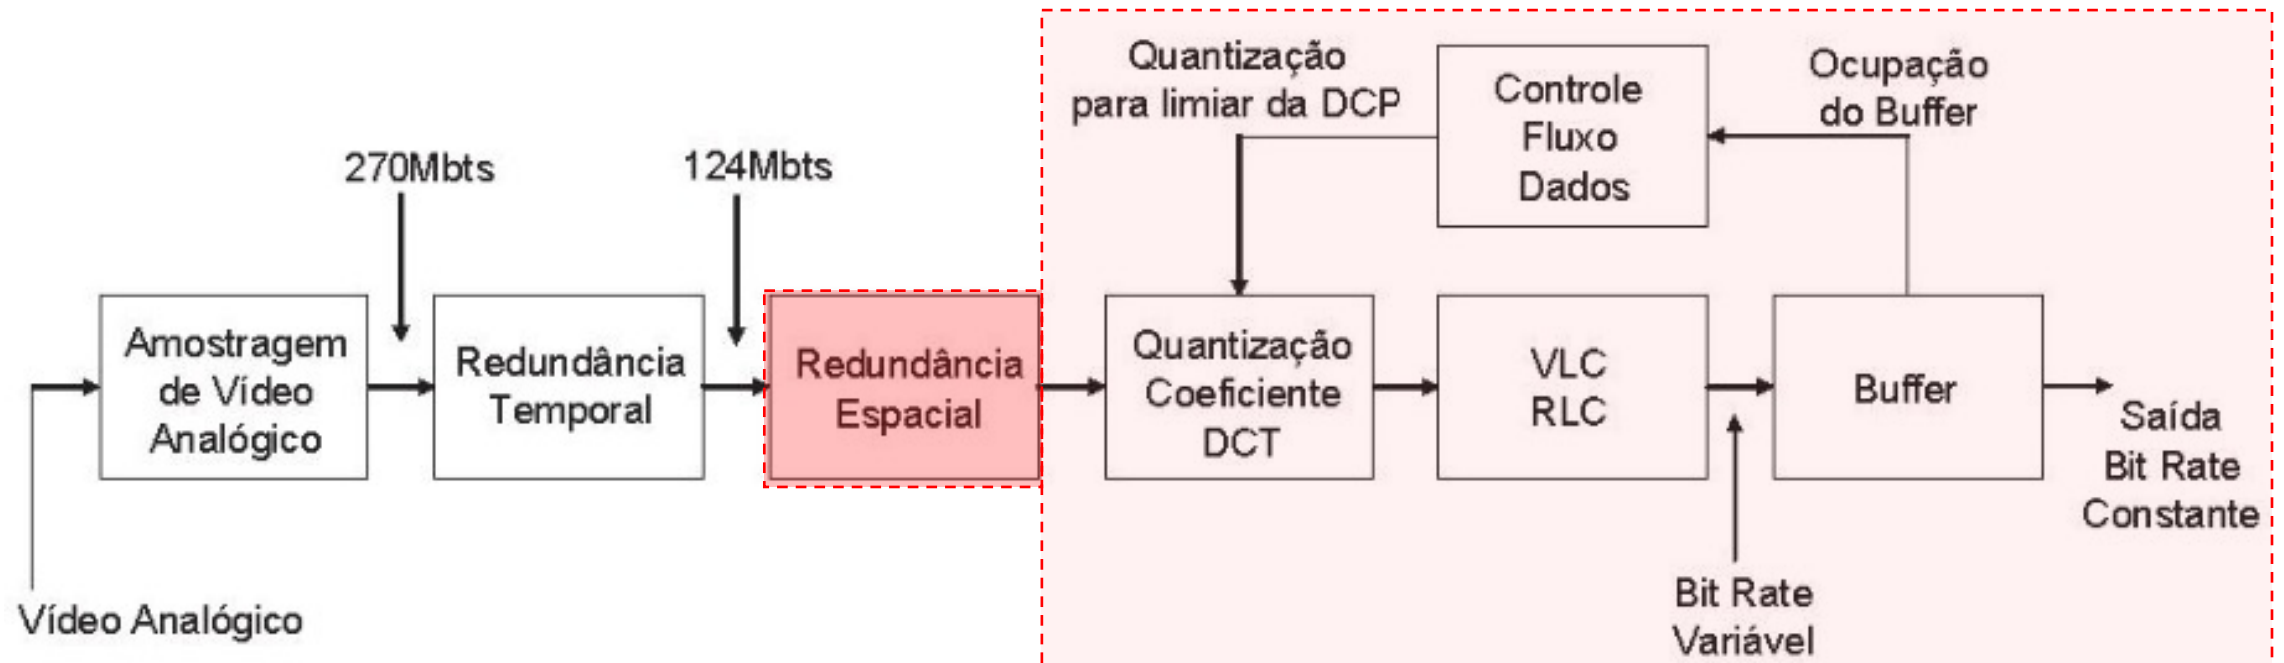 Quantização
para limiar da DCP
Controle
Fluxo
Dados
Ocupação
do Buffer
270Mbts
124Mbts
Amostragem
de Vídeo
Analógico
Redundância
Temporal
Redundância
Espacial
Quantização
Coeficiente
DCT
VLC
RLC
Buffer
Saída
Bit Rate
Constante
Vídeo Analógico
Bit Rate
Variável